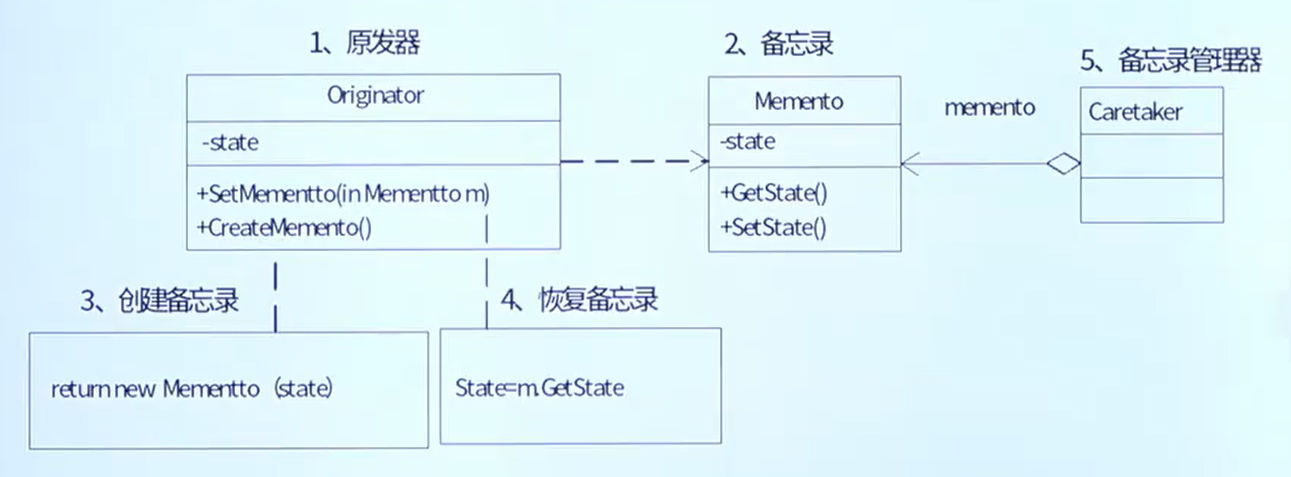 1、原发器
Originator
-state
+SetMementto(in Mementto m)
+CreateMemento()
2、备忘录
Memento
-state
+GetState()
+SetState()
memento
5、备忘录管理器
Caretaker
3、创建备忘录
return new Mementto (state)
4、恢复备忘录
State=m.GetState